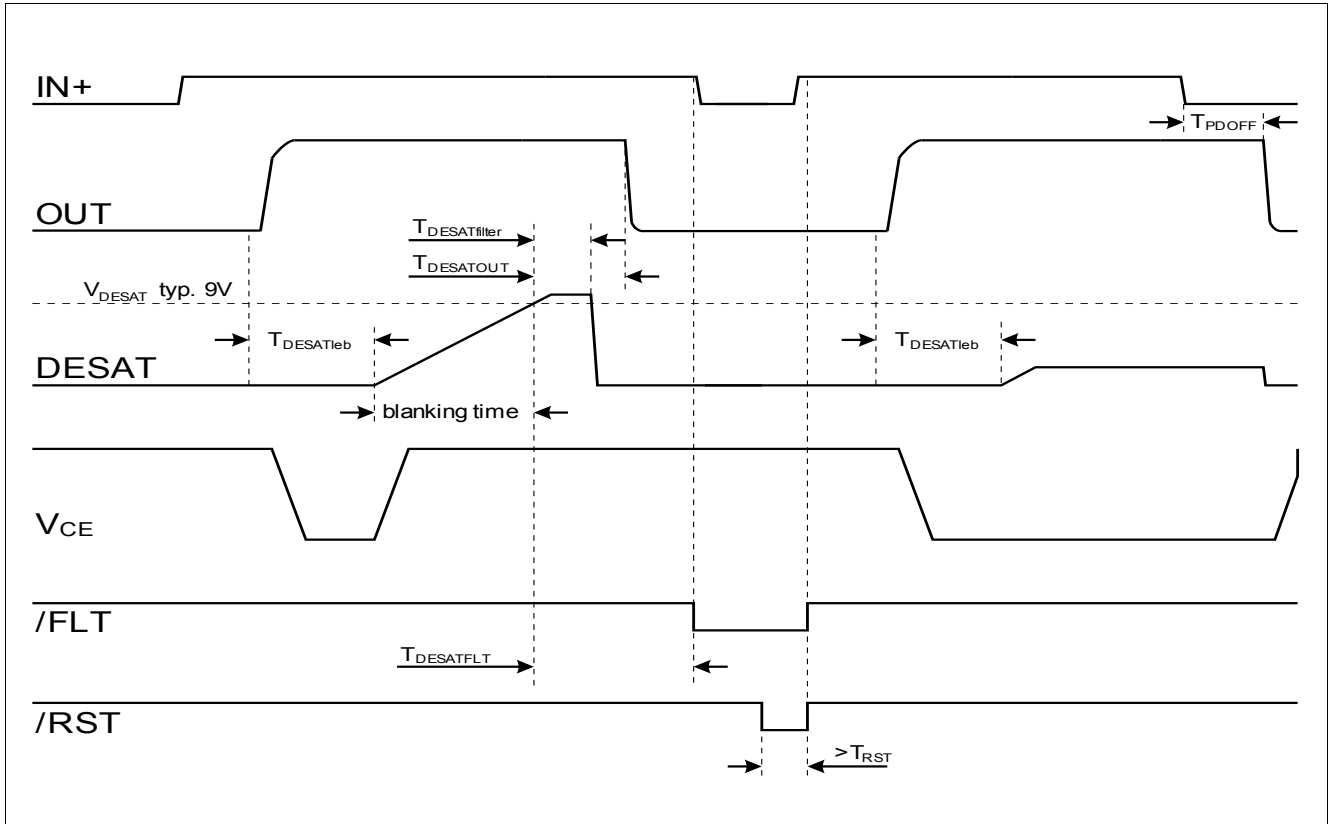 IN+
TPDOFF
OUT
TDESATfilter
TDESATOUT
VDESAT typ. 9V
TDESATleb
TDESATleb
DESAT
blanking time
VCE
/FLT
TDESATFLT
/RST
>TRST